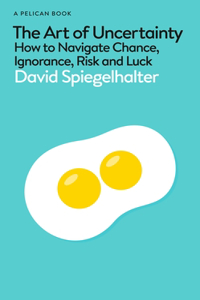 A PELICAN BOOK
The Art of Uncertainty
How to Navigate Chance,
Ignorance, Risk and Luck
David Spiegelhalter